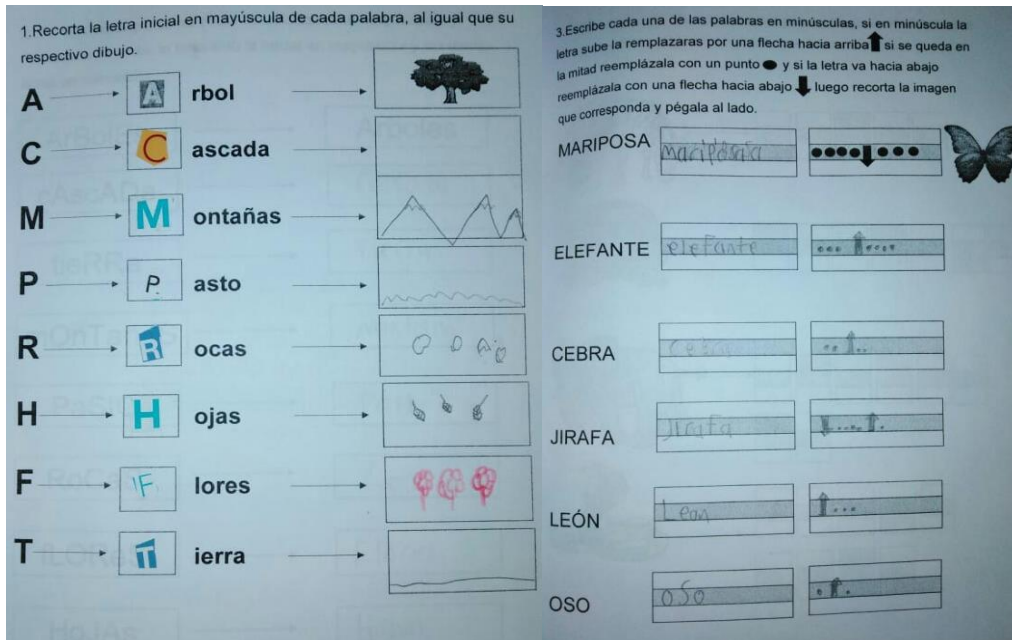 1.Recorta la letra inicial en mayúscula de cada palabra, al igual que su
respectivo dibujo.
A A rbol
C C ascada
M M ontañas
P P. asto
R R ocas
H H ojas
F F lores
T T ierra
3.Escribe cada una de las palabras en minúsculas, si en minúscula la
letra sube la remplazaras por una flecha hacia arriba si se queda en
la mitad reemplázala con un punto y si la letra va hacia abajo
reemplázala con una flecha hacia abajo luego recorta la imagen
que corresponda y pégala al lado.
MARIPOSA
ELEFANTE elefante
CEBRA
JIRAFA Jirafa
LEÓN Lean
OSO oSo